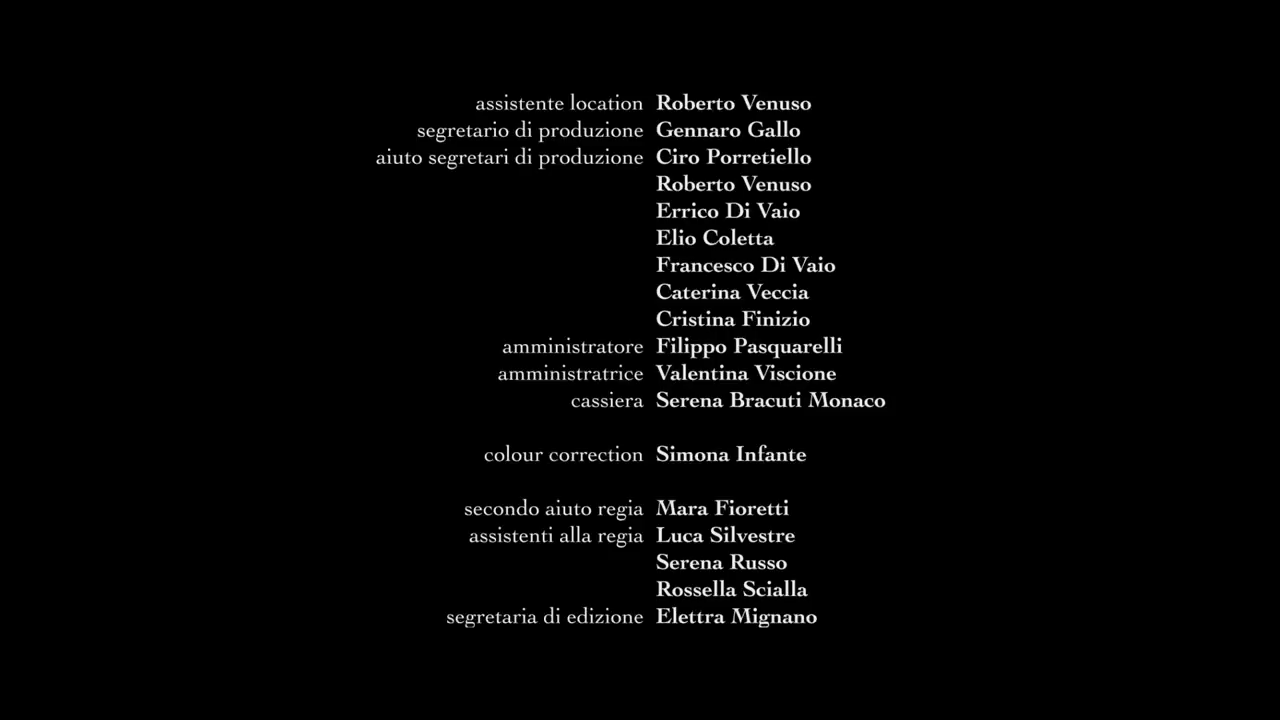 assistente location Roberto Venuso
segretario di produzione Gennaro Gallo
aiuto segretari di produzione Ciro Porretiello
Roberto Venuso
Errico Di Vaio
Elio Coletta
Francesco Di Vaio
Caterina Veccia
Cristina Finizio
amministratore Filippo Pasquarelli
amministratrice Valentina Viscione
cassiera Serena Bracuti Monaco
colour correction Simona Infante
secondo aiuto regia Mara Fioretti
assistenti alla regia Luca Silvestre
Serena Russo
Rossella Scialla
segretaria di edizione Elettra Mignano